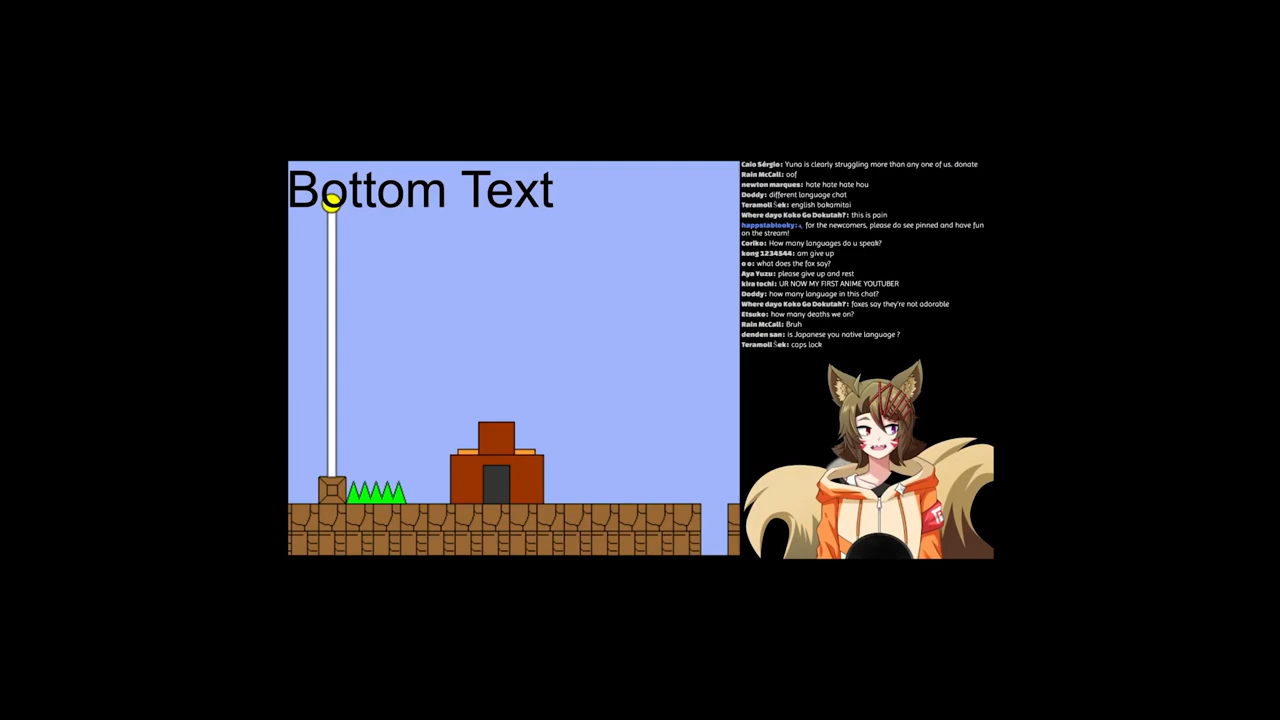 Bottom Text
Caio Sérgio: Yuna is clearly struggling more than any one of us. donate
Rain McCall: oof
newton marques: hate hate hate hou
Doddy: different language chat
Teramoll Šek: english bakamitai
Where dayo Koko Go Dokutah?: this is pain
happstablooky: for the newcomers, please do see pinned and have fun
on the stream!
Coriko: How many languages do u speak?
kong 1234544: am give up
o o: what does the fox say?
Aya Yuzu: please give up and rest
kira tochi: UR NOW MY FIRST ANIME YOUTUBER
Doddy: how many language in this chat?
Where dayo Koko Go Dokutah?: foxes say they're not adorable
Etsuko: how many deaths we on?
Rain McCall: Bruh
denden san: is Japanese you native language ?
Teramoll Šek: caps lock